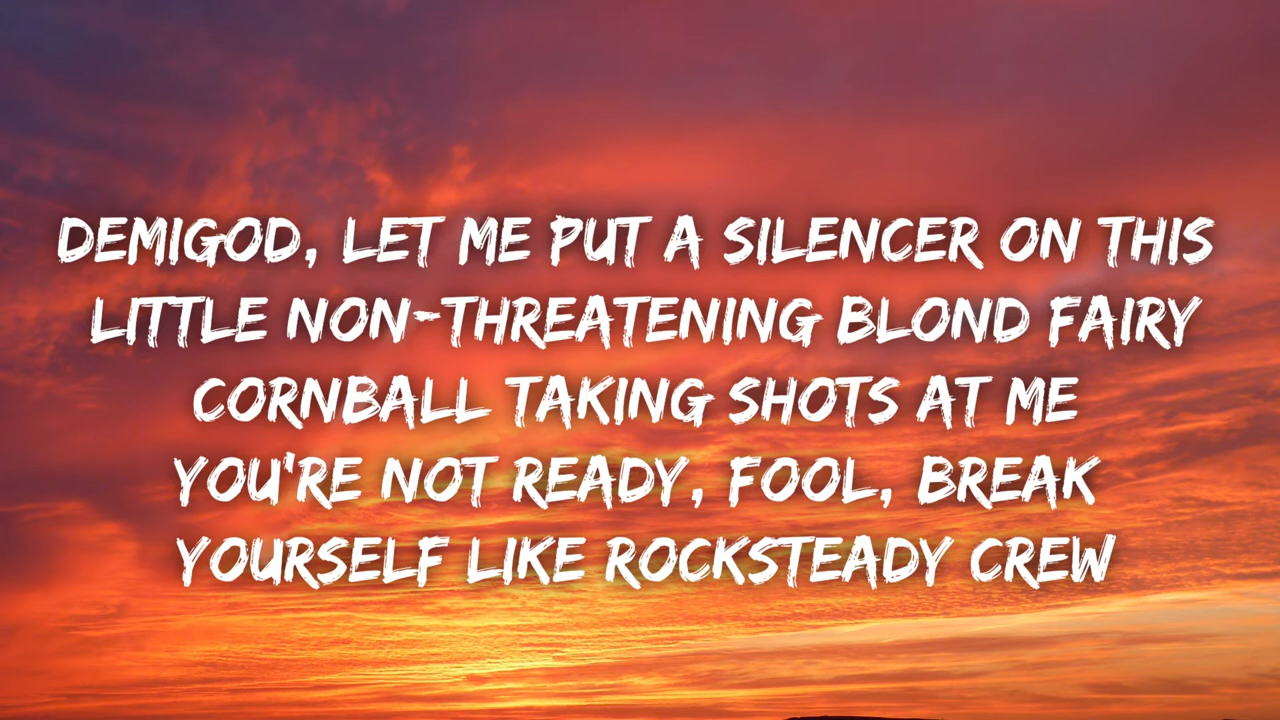 DEMIGOD, LET ME PUT A SILENCER ON THIS
LITTLE NON-THREATENING BLOND FAIRY
CORNBALL TAKING SHOTS AT ME
YOU'RE NOT READY, FOOL, BREAK
YOURSELF LIKE ROCKSTEADY CREW